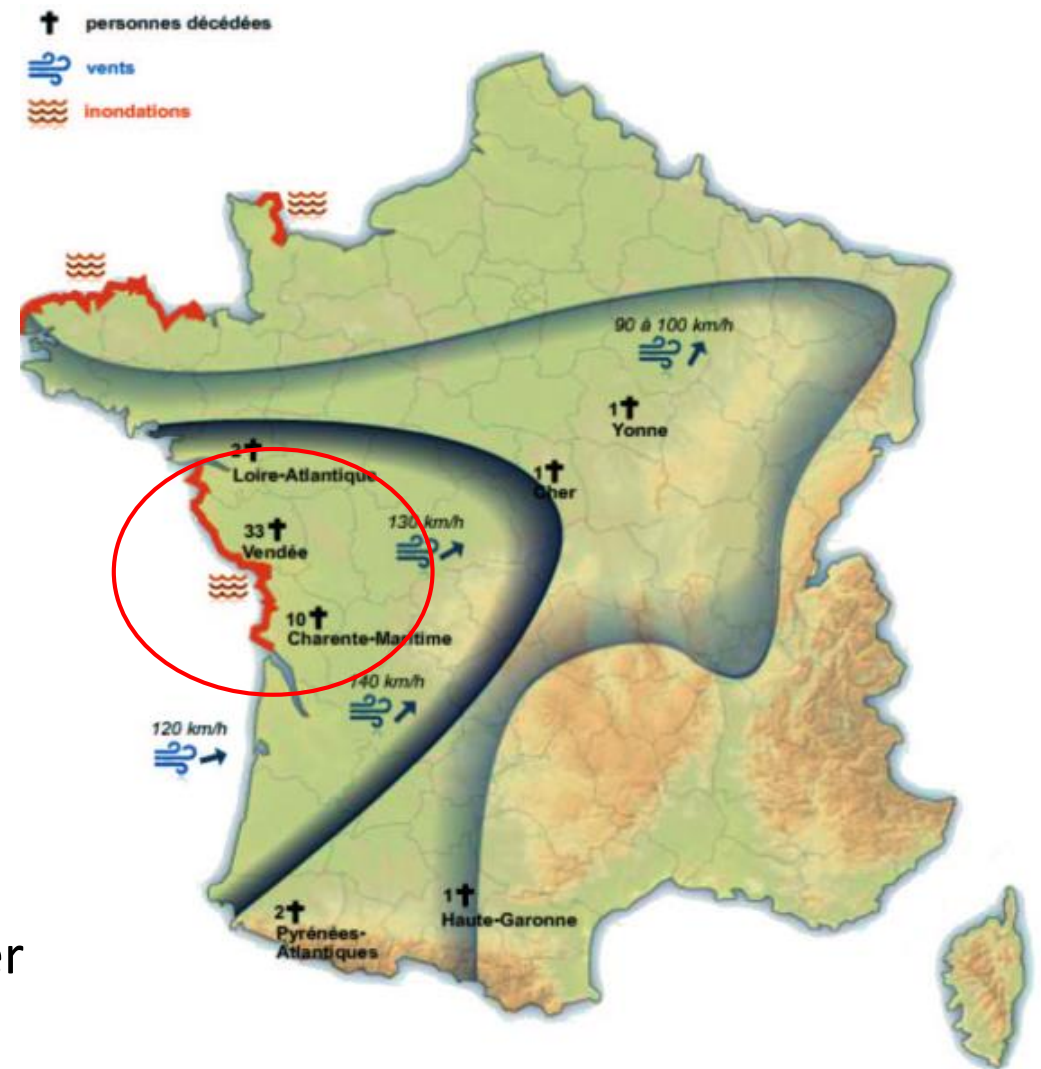 personnes décédées
vents
inondations
90 à 100 km/h
1
Yonne
2
Loire-Atlantique
1
Cher
130 km/h
33
Vendée
10
Charente-Maritime
140 km/h
120 km/h
1
Haute-Garonne
2
Pyrénées-
Atlantiques
er